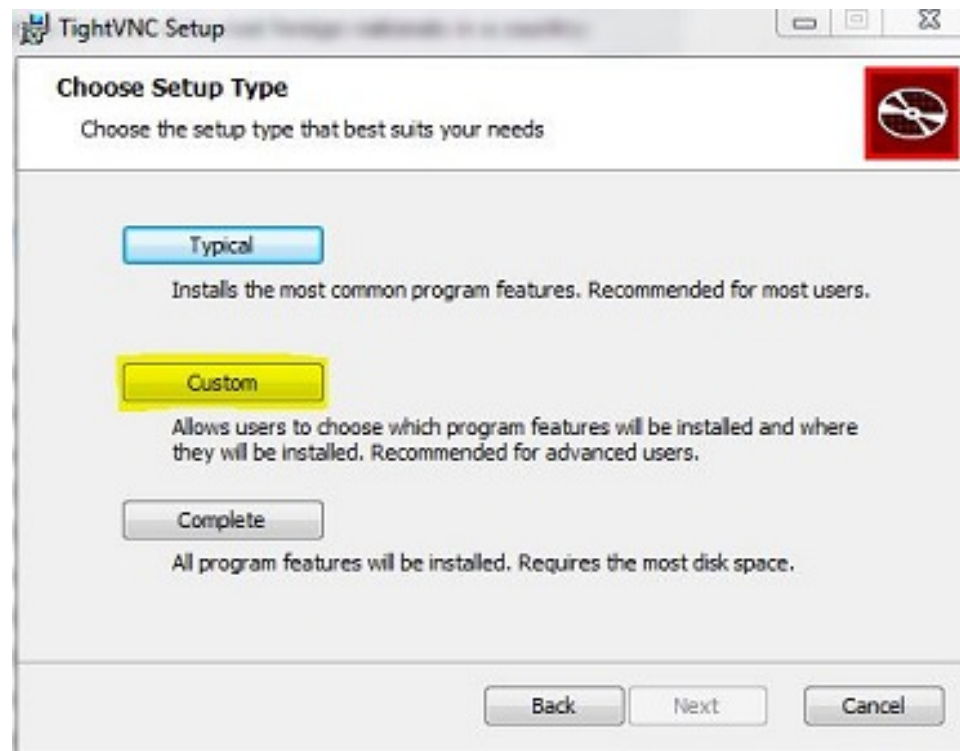 TightVNC Setup
Choose Setup Type
Choose the setup type that best suits your needs
Typical
Installs the most common program features. Recommended for most users.
Custom
Allows users to choose which program features will be installed and where
they will be installed. Recommended for advanced users.
Complete
All program features will be installed. Requires the most disk space.
Back Next Cancel